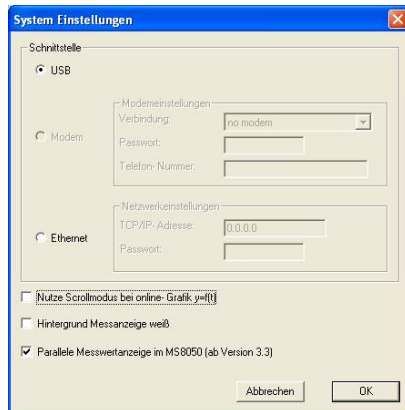 System Einstellungen
Schnittstelle
USB
Modemeinstellungen
Modem
Verbindung: no modem
Passwort:
Telefon- Nummer:
Netzwerkeinstellungen
Ethernet
TCP/IP- Adresse: 0.0.0.0
Passwort:
Nutze Scrollmodus bei online- Grafik y=f(t)
Hintergrund Messanzeige weiß
Parallele Messwertanzeige im MS8050 (ab Version 3.3)
Abbrechen OK